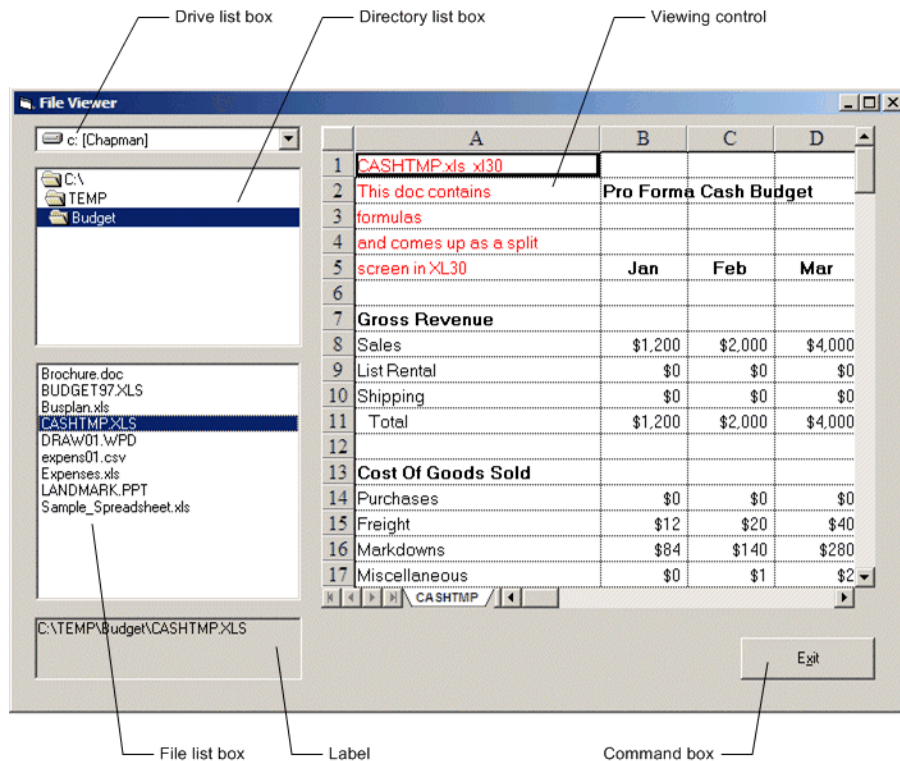 Drive list box
Directory list box
Viewing control
File Viewer
c: [Chapman]
C:\
TEMP
Budget
Brochure.doc
BUDGET97.XLS
Busplan.xls
CASHTMP.XLS
DRAW01.WPD
expens01.csv
Expenses.xls
LANDMARK.PPT
Sample_Spreadsheet.xls
C:\TEMP\Budget\CASHTMP.XLS
A B C D
1 CASHTMP.xls xl30
2 This doc contains Pro Forma Cash Budget
3 formulas
4 and comes up as a split
5 screen in XL30 Jan Feb Mar
6
7 Gross Revenue
8 Sales $1,200 $2,000 $4,000
9 List Rental $0 $0 $0
10 Shipping $0 $0 $0
11 Total $1,200 $2,000 $4,000
12
13 Cost Of Goods Sold
14 Purchases $0 $0 $0
15 Freight $12 $20 $40
16 Markdowns $84 $140 $280
17 Miscellaneous $0 $1 $2
CASHTMP
Exit
File list box
Label
Command box